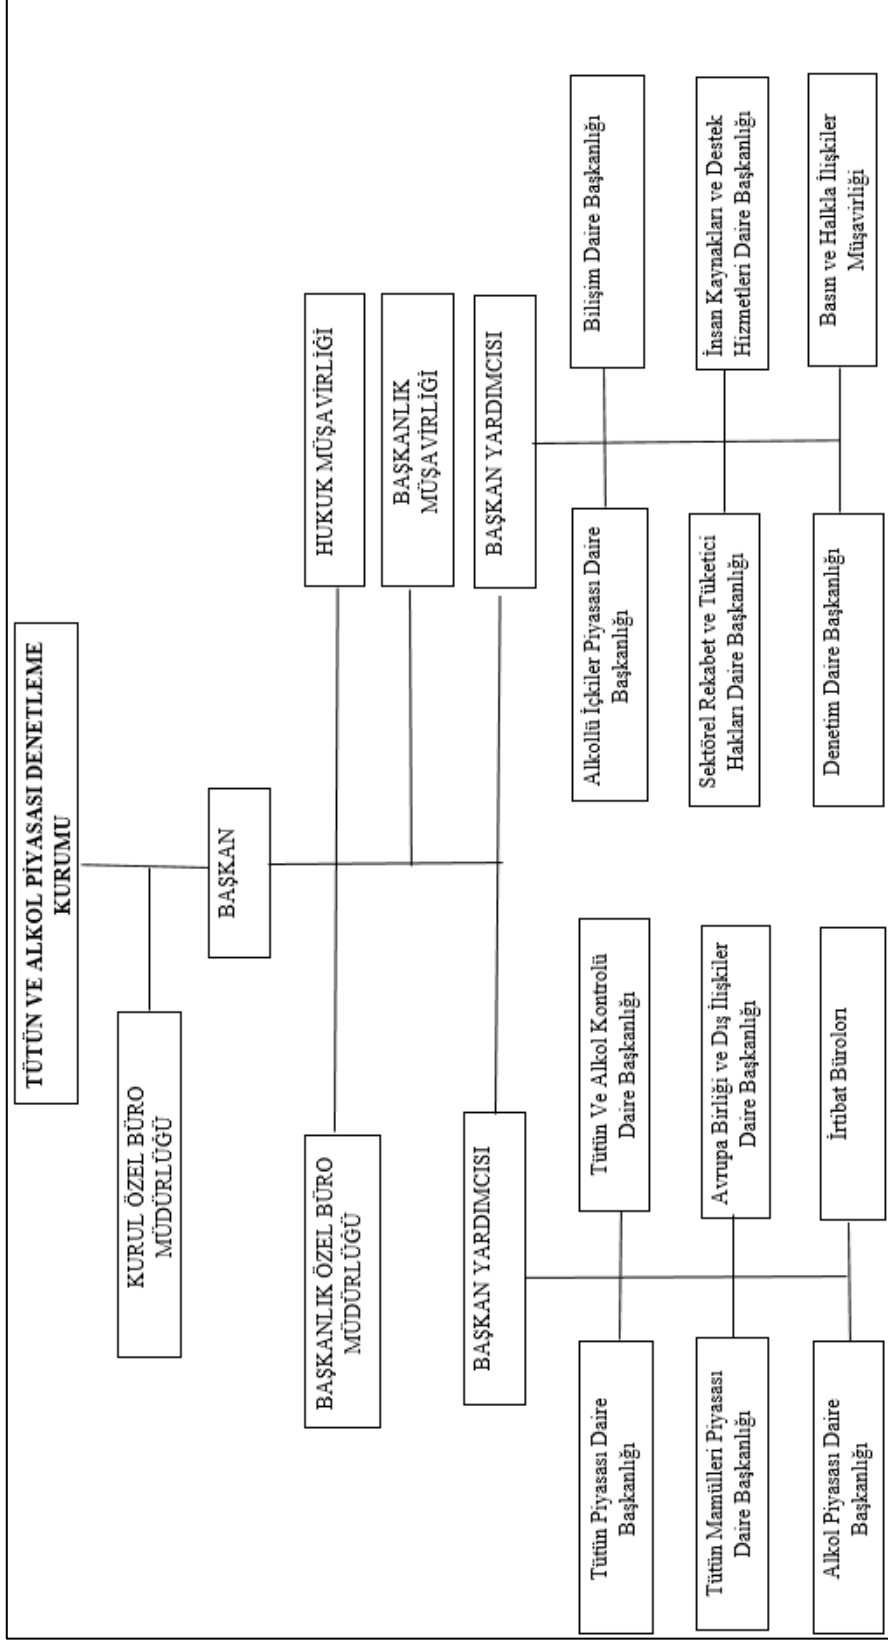 TÜTÜN VE ALKOL PİYASASI DENETLEME
KURUMU
KURUL ÖZEL BÜRO
MÜDÜRLÜĞÜ
BAŞKAN
BAŞKANLIK ÖZEL BÜRO
MÜDÜRLÜĞÜ
HUKUK MÜŞAVİRLİĞİ
BAŞKANLIK
MÜŞAVİRLİĞİ
BAŞKAN YARDIMCISI
BAŞKAN YARDIMCISI
Tütün Piyasası Daire
Başkanlığı
Tütün Ve Alkol Kontrolü
Daire Başkanlığı
Alkollü İçkiler Piyasası Daire
Başkanlığı
Bilişim Daire Başkanlığı
Tütün Mamülleri Piyasası
Daire Başkanlığı
Avrupa Birliği ve Dış İlişkiler
Daire Başkanlığı
Sektörel Rekabet ve Tüketici
Hakları Daire Başkanlığı
İnsan Kaynakları ve Destek
Hizmetleri Daire Başkanlığı
Alkol Piyasası Daire
Başkanlığı
İrtibat Bürolorı
Denetim Daire Başkanlığı
Basın ve Halkla İlişkiler
Müşavirliği